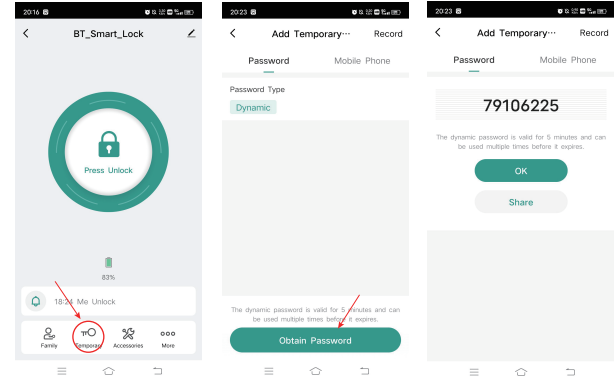 20:16
BT_Smart_Lock
Press Unlock
83%
18:24 Me Unlock
Family
Temporary
Accessories
More
20:23
Add Temporary··· Record
Password Mobile Phone
Password Type
Dynamic
The dynamic password is valid for 5 minutes and can
be used multiple times before it expires.
Obtain Password
20:23
Add Temporary··· Record
Password Mobile Phone
79106225
The dynamic password is valid for 5 minutes and can
be used multiple times before it expires.
OK
Share